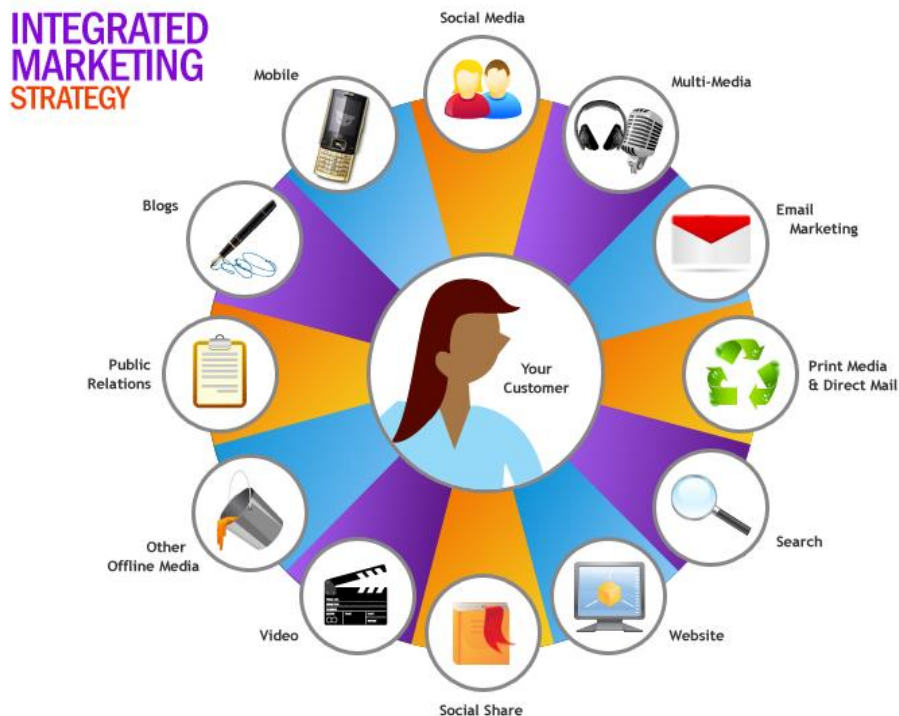 INTEGRATED
MARKETING
STRATEGY
Social Media
Multi-Media
Email
Marketing
Print Media
& Direct Mail
Search
Website
Social Share
Video
Other
Offline Media
Public
Relations
Blogs
Mobile
Your
Customer